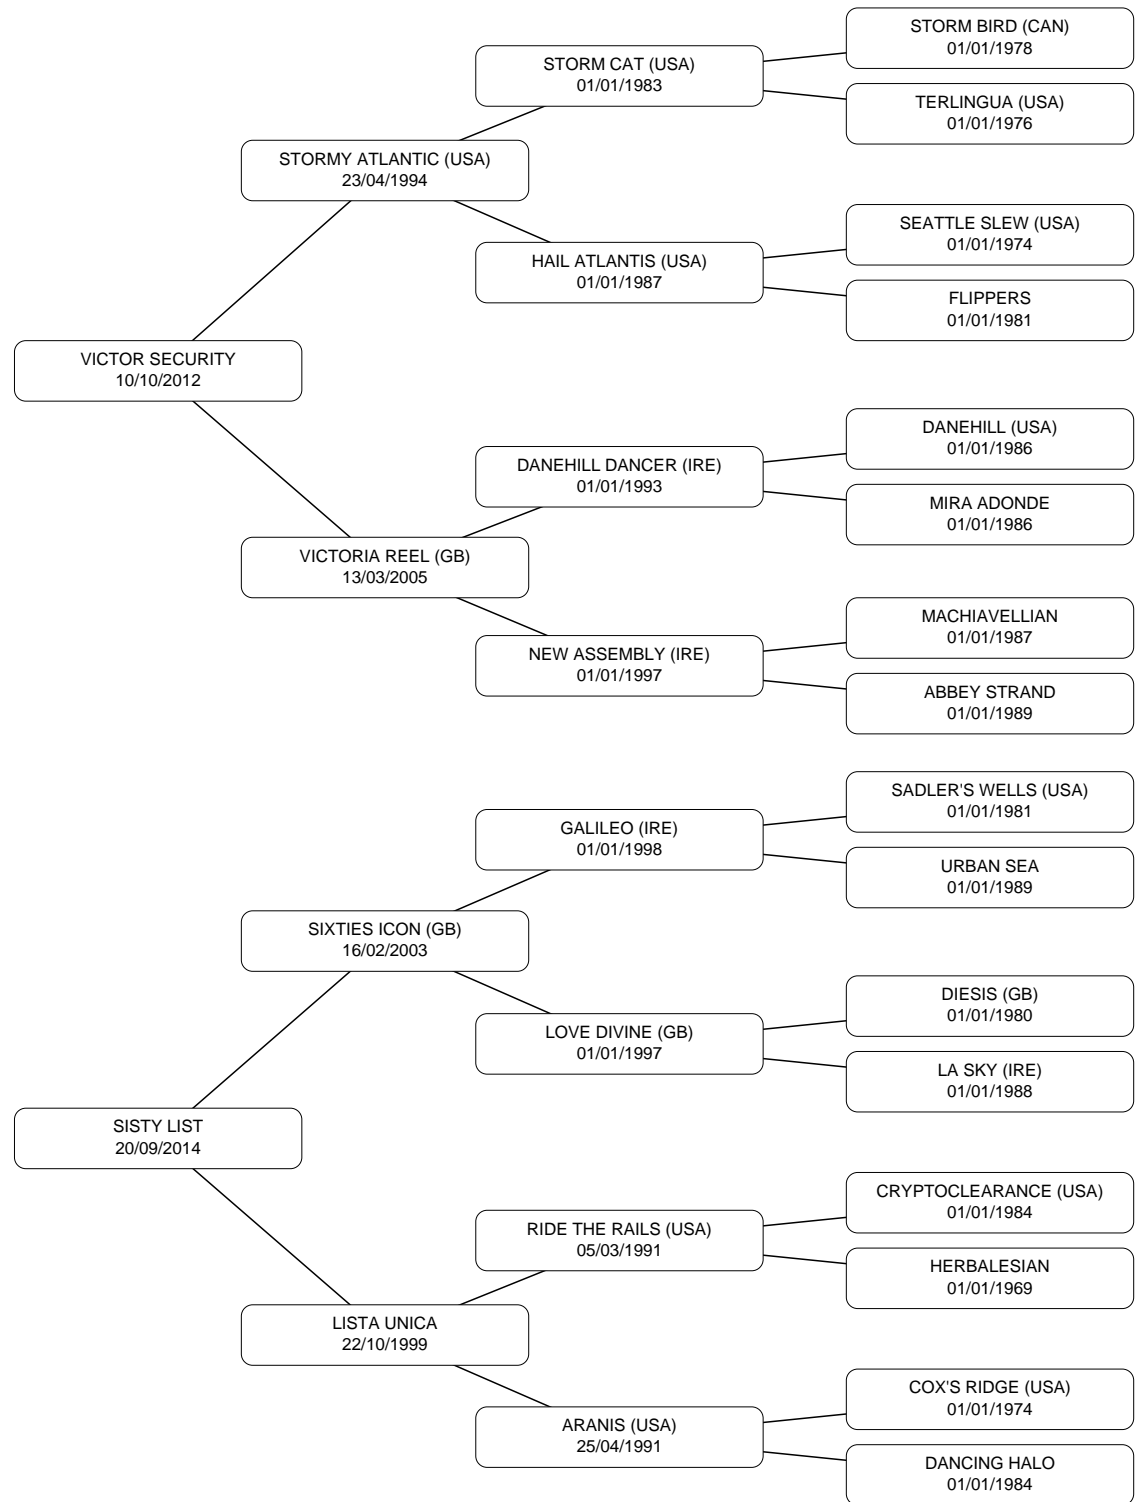 STORM BIRD (CAN)
01/01/1978
STORM CAT (USA)
01/01/1983
TERLINGUA (USA)
01/01/1976
STORMY ATLANTIC (USA)
23/04/1994
SEATTLE SLEW (USA)
01/01/1974
HAIL ATLANTIS (USA)
01/01/1987
FLIPPERS
01/01/1981
VICTOR SECURITY
10/10/2012
DANEHILL (USA)
01/01/1986
DANEHILL DANCER (IRE)
01/01/1993
MIRA ADONDE
01/01/1986
VICTORIA REEL (GB)
13/03/2005
MACHIAVELLIAN
01/01/1987
NEW ASSEMBLY (IRE)
01/01/1997
ABBEY STRAND
01/01/1989
SADLER'S WELLS (USA)
01/01/1981
GALILEO (IRE)
01/01/1998
URBAN SEA
01/01/1989
SIXTIES ICON (GB)
16/02/2003
DIESIS (GB)
01/01/1980
LOVE DIVINE (GB)
01/01/1997
LA SKY (IRE)
01/01/1988
SISTY LIST
20/09/2014
CRYPTOCLEARANCE (USA)
01/01/1984
RIDE THE RAILS (USA)
05/03/1991
HERBALESIAN
01/01/1969
LISTA UNICA
22/10/1999
COX'S RIDGE (USA)
01/01/1974
ARANIS (USA)
25/04/1991
DANCING HALO
01/01/1984